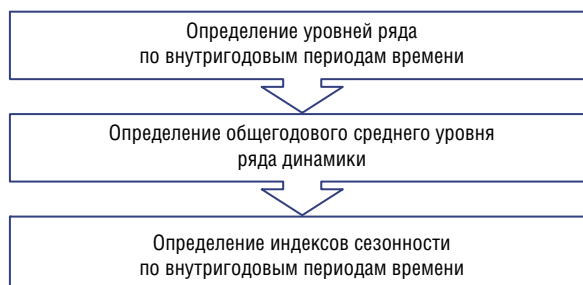 Определение уровней ряда
по внутригодовым периодам времени
Определение общегодового среднего уровня
ряда динамики
Определение индексов сезонности
по внутригодовым периодам времени